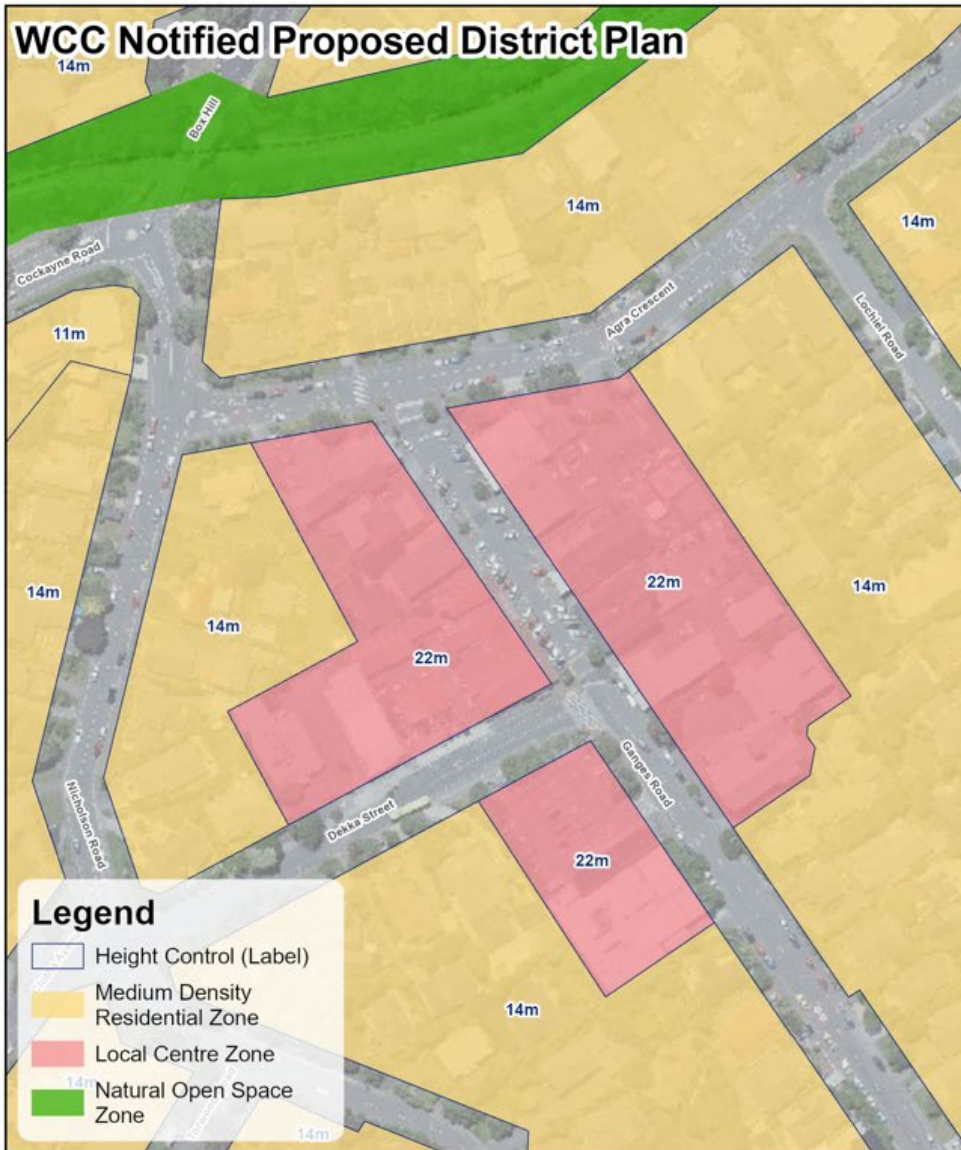 WCC Notified Proposed District Plan
14m
Box Hill
14m
14m
Cockayne Road
Agra Crescent
Lochiel Road
11m
14m
14m
22m
14m
22m
Ganges Road
Nicholson Road
Dekka Street
22m
14m
14m
14m
Legend
Height Control (Label)
Medium Density
Residential Zone
Local Centre Zone
Natural Open Space
Zone